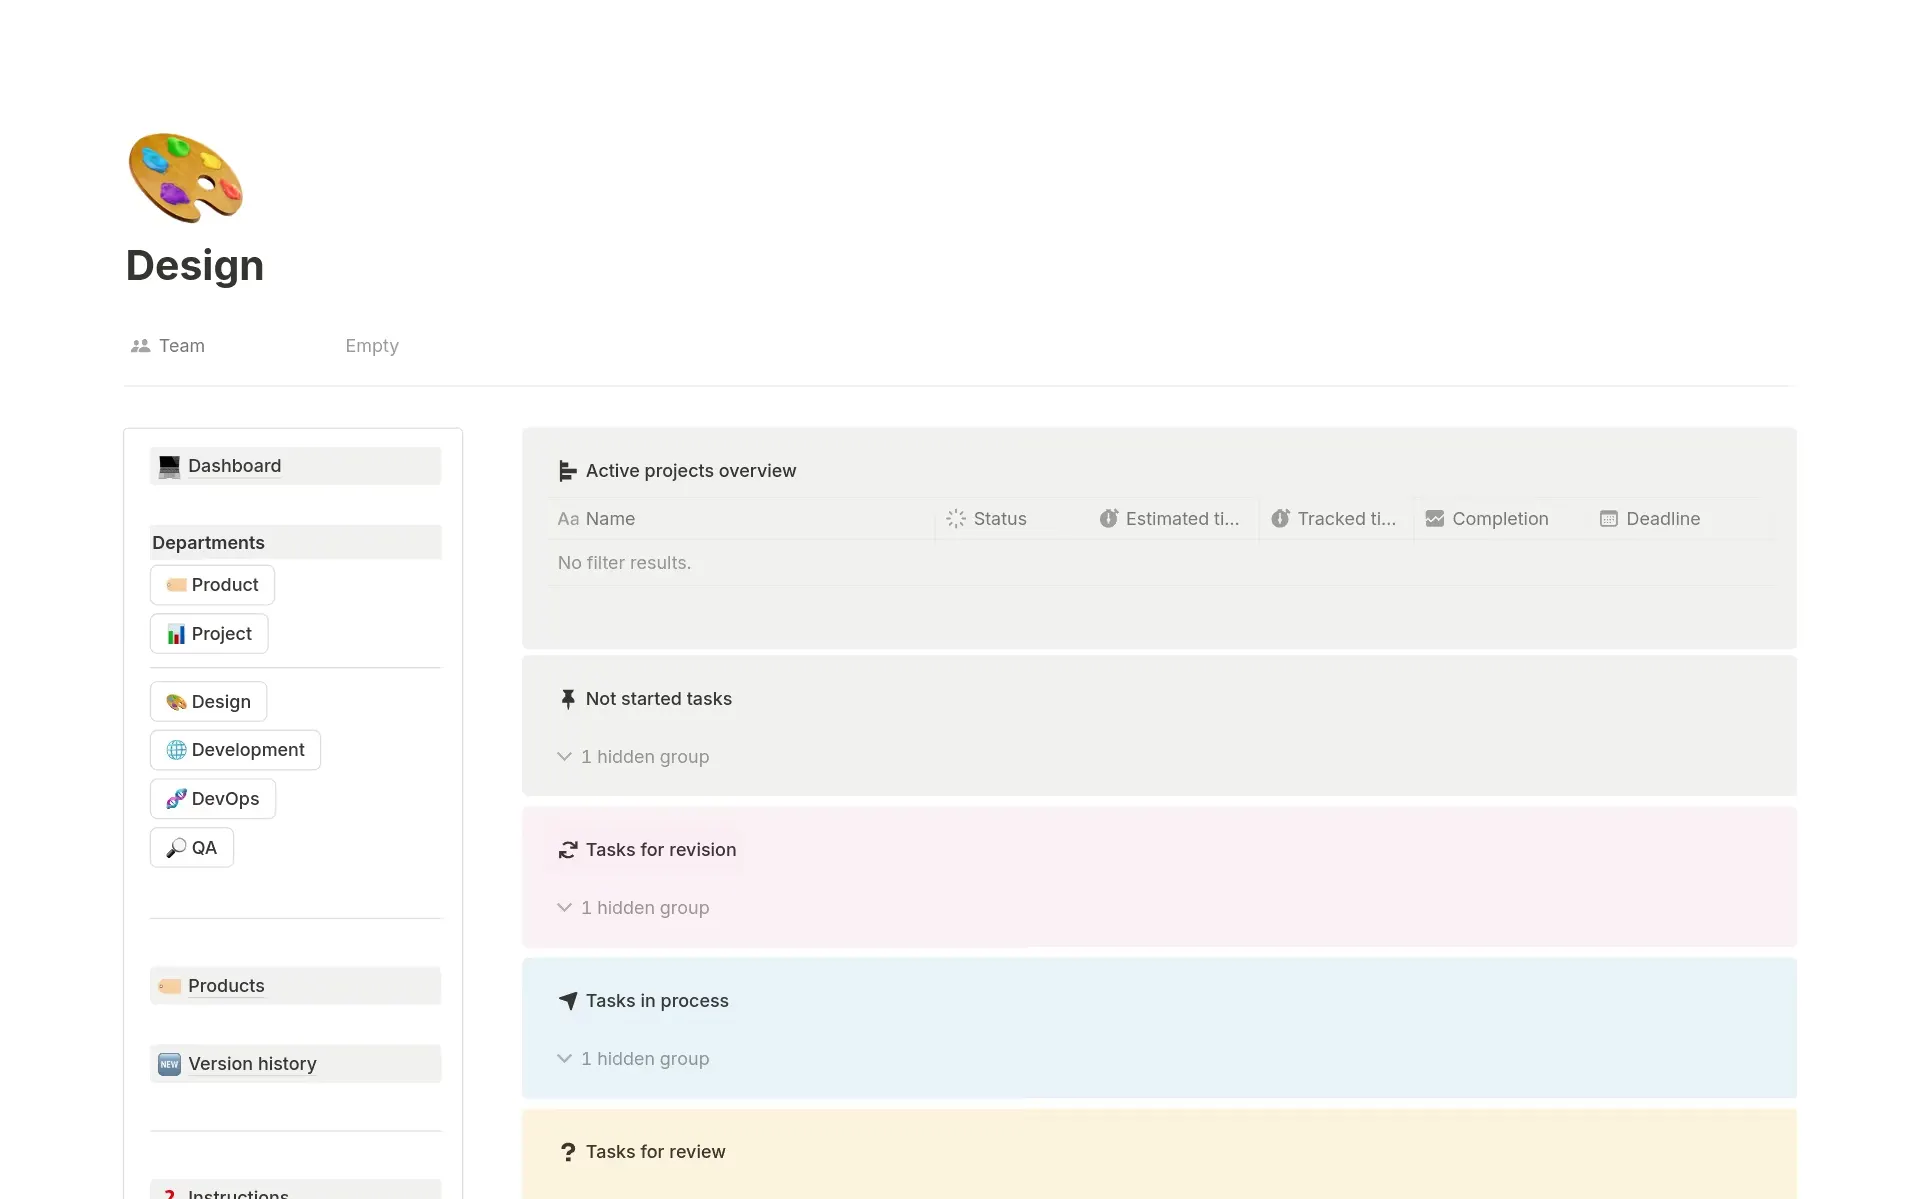 Design
Team Empty
Dashboard
Departments
Product
Project
Design
Development
DevOps
QA
Products
NEW Version history
Instructions
Active projects overview
Aa Name Status Estimated ti... Tracked ti... Completion Deadline
No filter results.
Not started tasks
1 hidden group
Tasks for revision
1 hidden group
Tasks in process
1 hidden group
? Tasks for review